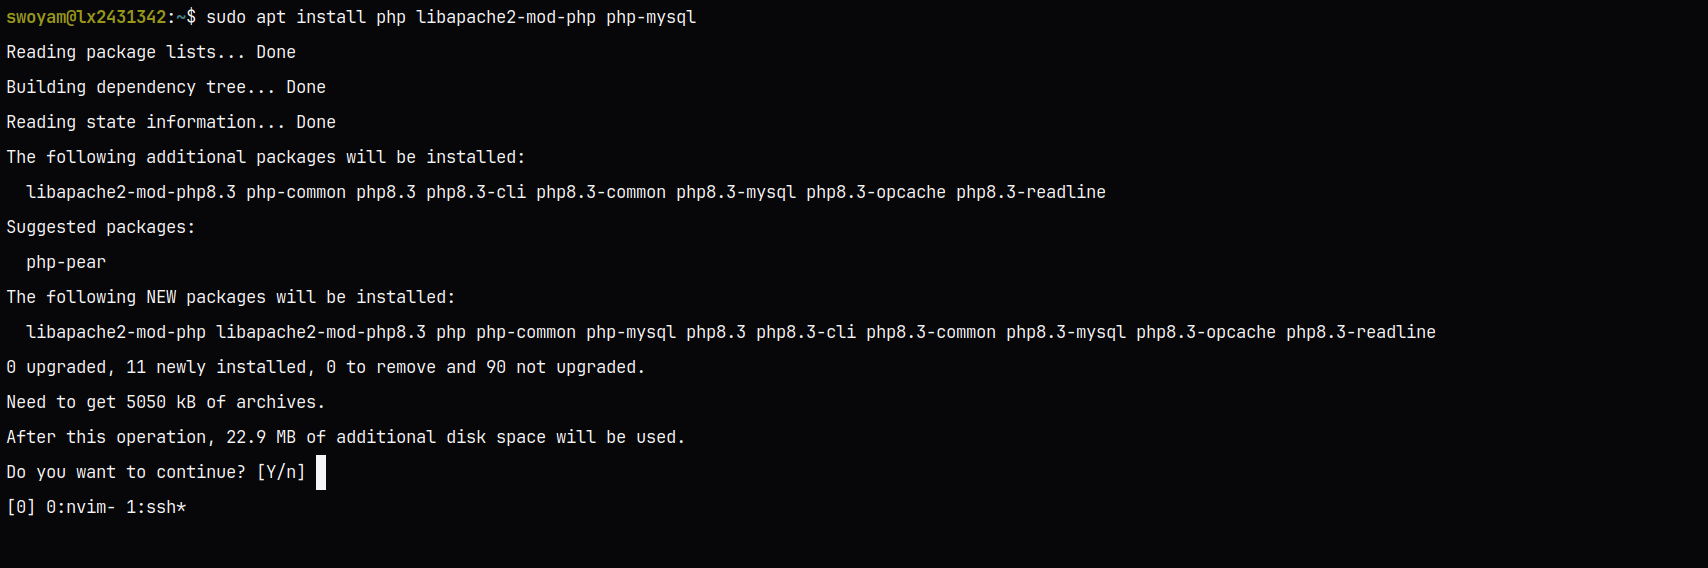 swoyam@lx2431342:~$ sudo apt install php libapache2-mod-php php-mysql
Reading package lists... Done
Building dependency tree... Done
Reading state information... Done
The following additional packages will be installed:
  libapache2-mod-php8.3 php-common php8.3 php8.3-cli php8.3-common php8.3-mysql php8.3-opcache php8.3-readline
Suggested packages:
  php-pear
The following NEW packages will be installed:
  libapache2-mod-php libapache2-mod-php8.3 php php-common php-mysql php8.3 php8.3-cli php8.3-common php8.3-mysql php8.3-opcache php8.3-readline
0 upgraded, 11 newly installed, 0 to remove and 90 not upgraded.
Need to get 5050 kB of archives.
After this operation, 22.9 MB of additional disk space will be used.
Do you want to continue? [Y/n]
[0] 0:nvim- 1:ssh*